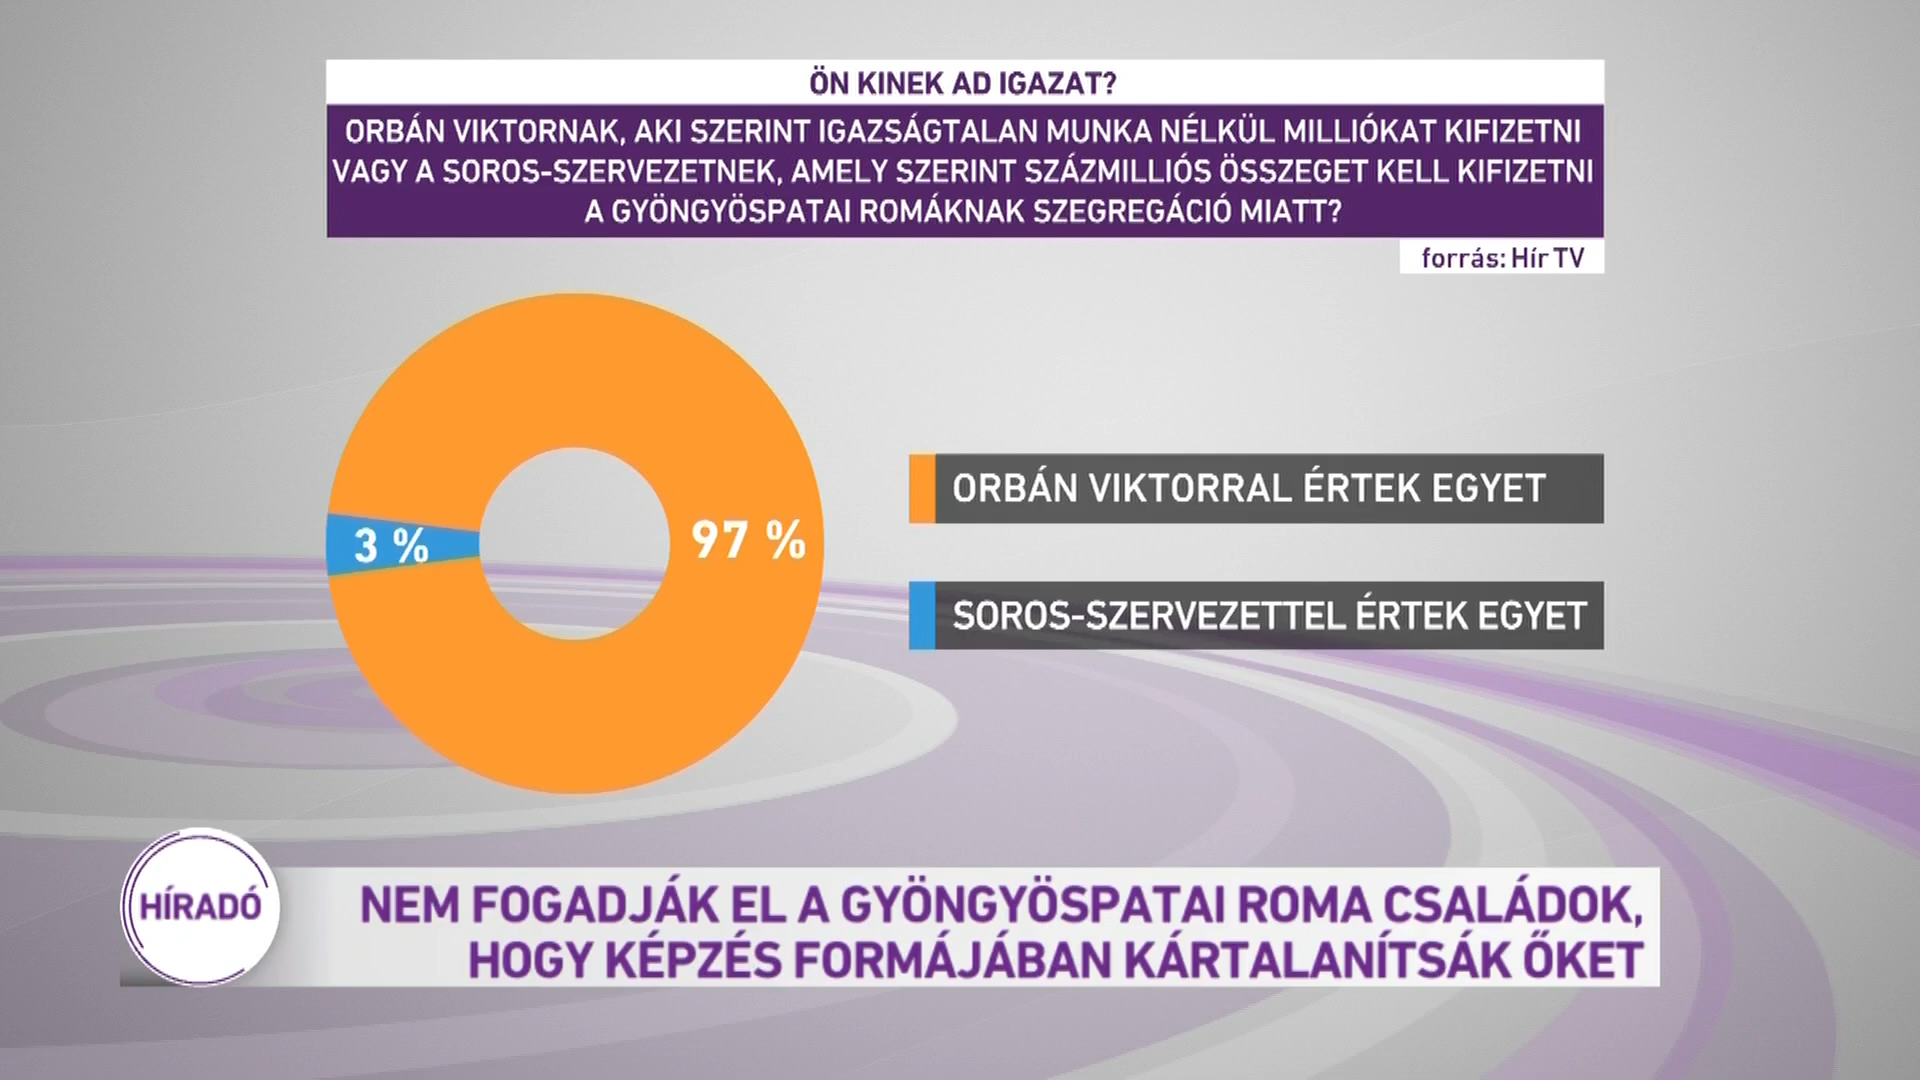 ÖN KINEK AD IGAZAT?
ORBÁN VIKTORNAK, AKI SZERINT IGAZSÁGTALAN MUNKA NÉLKÜL MILLIÓKAT KIFIZETNI
VAGY A SOROS-SZERVEZETNEK, AMELY SZERINT SZÁZMILLIÓS ÖSSZEGET KELL KIFIZETNI
A GYÖNGYÖSPATAI ROMÁKNAK SZEGREGÁCIÓ MIATT?
forrás: Hír TV
3 %
97 %
ORBÁN VIKTORRAL ÉRTEK EGYET
SOROS-SZERVEZETTEL ÉRTEK EGYET
HÍRADÓ
NEM FOGADJÁK EL A GYÖNGYÖSPATAI ROMA CSALÁDOK,
HOGY KÉPZÉS FORMÁJÁBAN KÁRTALANÍTSÁK ŐKET